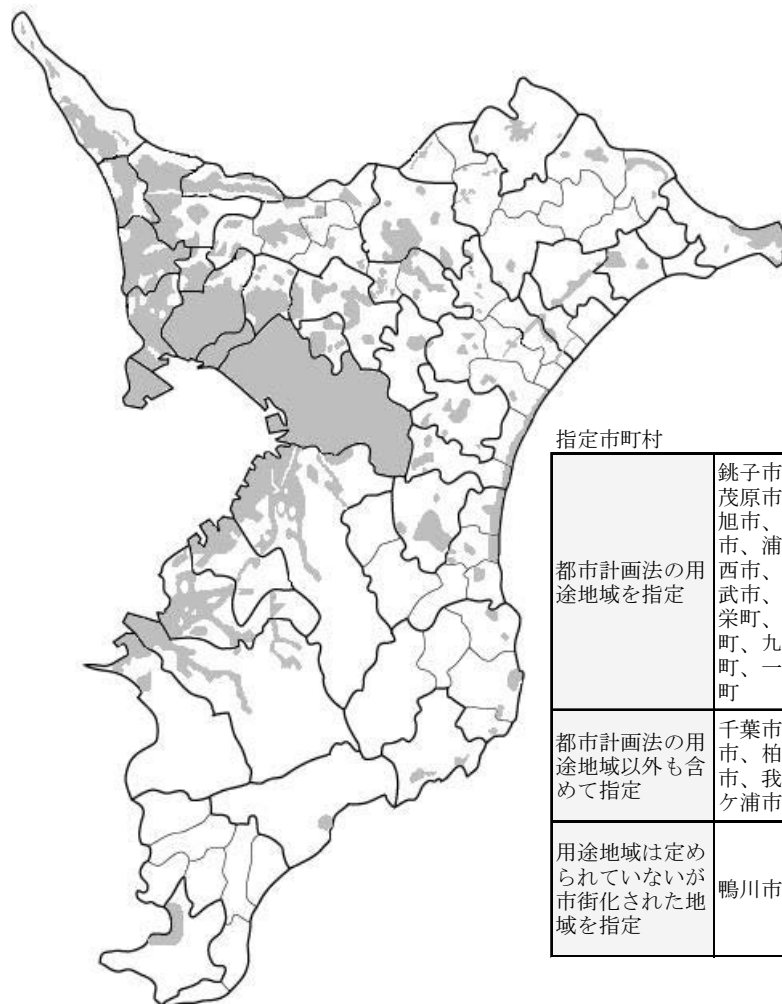 指定市町村
都市計画法の用
途地域を指定
銚子市
茂原市
旭市、
市、浦
西市、
武市、
栄町、
町、九
町、一
町
都市計画法の用
途地域以外も含
めて指定
千葉市
市、柏
市、我
ケ浦市
用途地域は定め
られていないが
市街化された地
域を指定
鴨川市